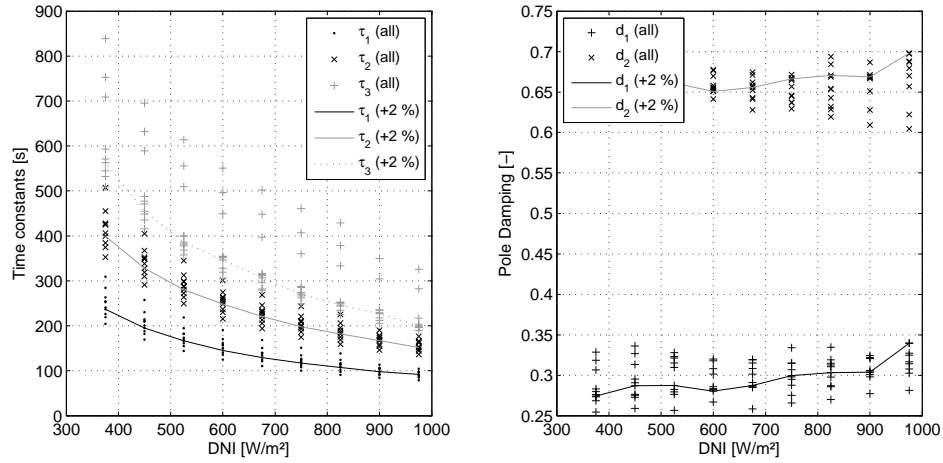 900
800
700
600
500
400
300
200
100
0
Time constants [s]
300 400 500 600 700 800 900 1000
DNI [W/m²]
τ1 (all)
τ2 (all)
τ3 (all)
τ1 (+2 %)
τ2 (+2 %)
τ3 (+2 %)
0.7
0.65
0.6
0.55
0.5
0.45
0.4
0.35
0.3
0.25
Pole Damping [–]
300 400 500 600 700 800 900 1000
DNI [W/m²]
d1 (all)
d2 (all)
d1 (+2 %)
d2 (+2 %)